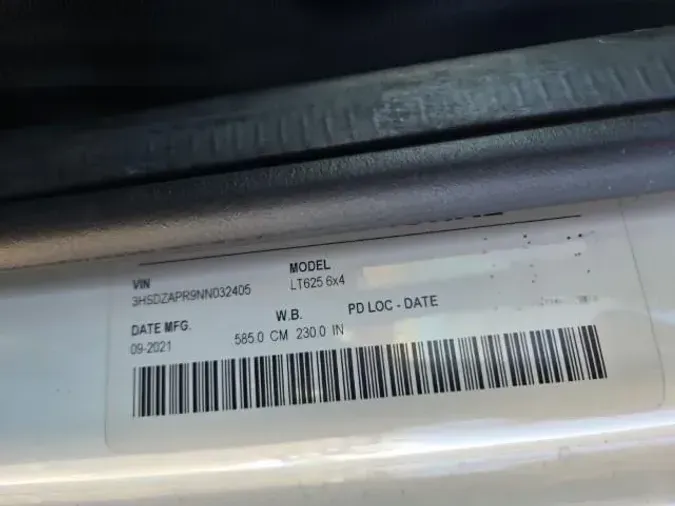 VIN MODEL
3HSDZAPR9NN032405 LT625 6x4
DATE MFG. W.B. PD LOC - DATE
09-2021 585.0 CM 230.0 IN